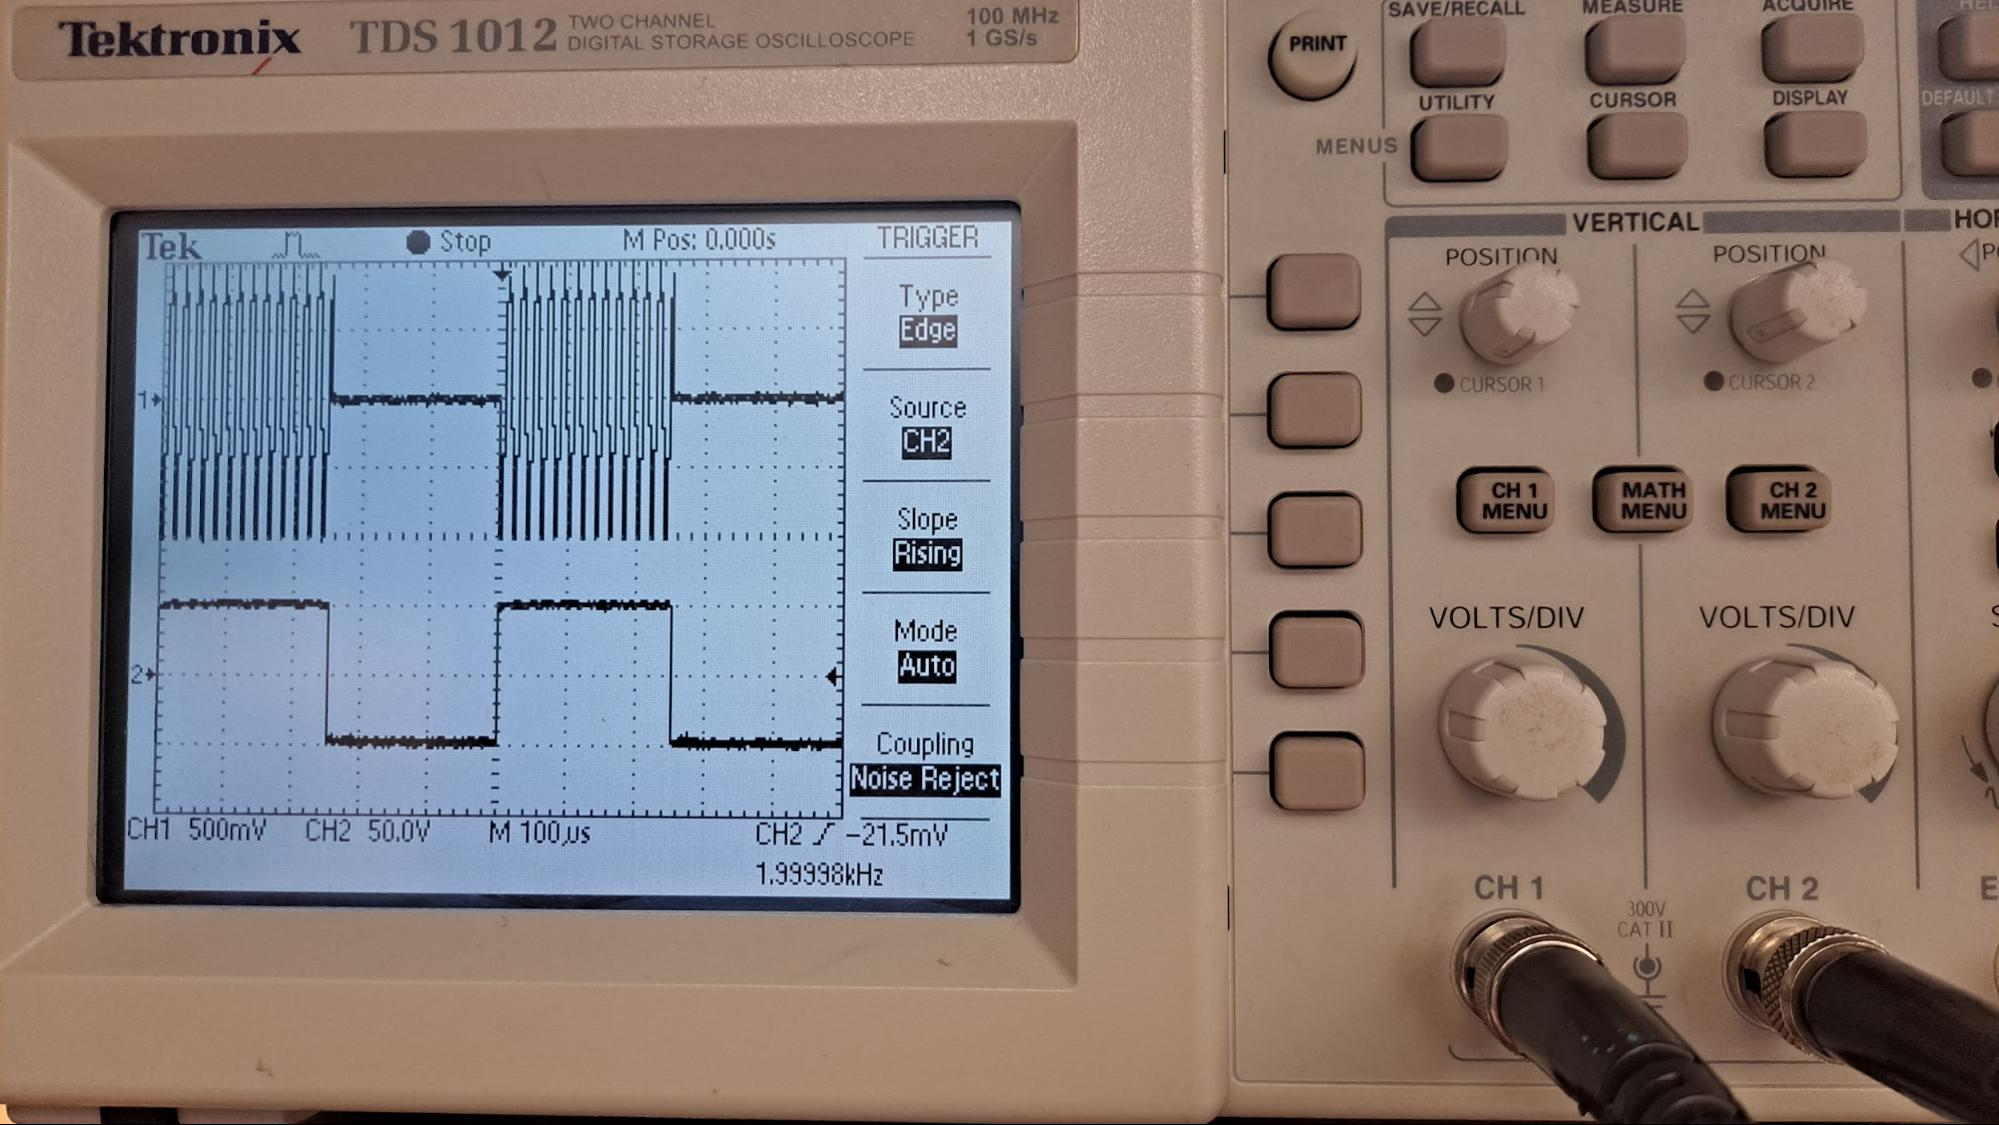 Tektronix TDS 1012 TWO CHANNEL DIGITAL STORAGE OSCILLOSCOPE 100 MHz 1 GS/s
Tek Stop M Pos: 0.000s TRIGGER
Type
Edge
Source
CH2
Slope
Rising
Mode
Auto
Coupling
Noise Reject
1
2
CH1 500mV CH2 50.0V M 100µs CH2 -21.5mV
1.99998kHz
PRINT
SAVE/RECALL MEASURE ACQUIRE
UTILITY CURSOR DISPLAY DEFAULT
MENUS
VERTICAL
POSITION POSITION
CURSOR 1 CURSOR 2
CH 1 MENU MATH MENU CH 2 MENU
VOLTS/DIV VOLTS/DIV
CH 1 CH 2
300V
CAT II